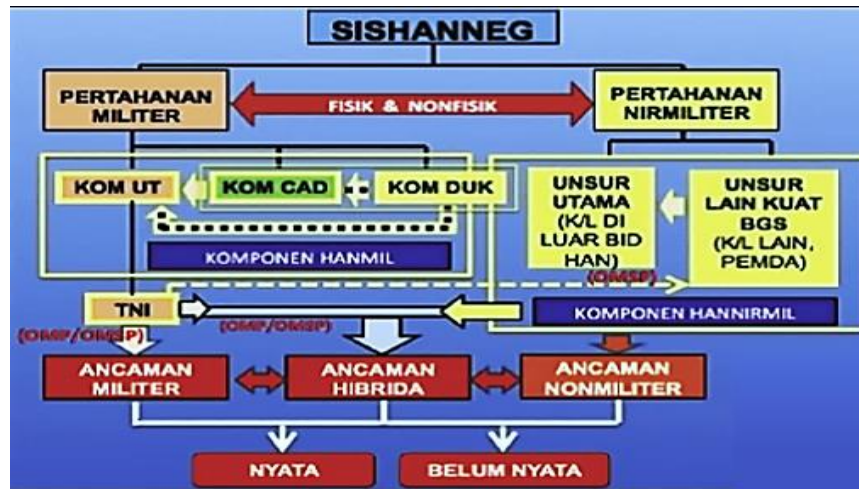 SISHANNEG
PERTAHANAN
MILITER
FISIK & NONFISIK
PERTAHANAN
NIRMILITER
KOM UT
KOM CAD
KOM DUK
UNSUR
UTAMA
(K/L DI
LUAR BID
HAN)
UNSUR
LAIN KUAT
BGS
(K/L LAIN,
PEMDA)
KOMPONEN HANMIL
(OMSP)
TNI
KOMPONEN HANNIRMIL
(OMP/OMSP)
(OMP/OMSP)
ANCAMAN
MILITER
ANCAMAN
HIBRIDA
ANCAMAN
NONMILITER
NYATA
BELUM NYATA